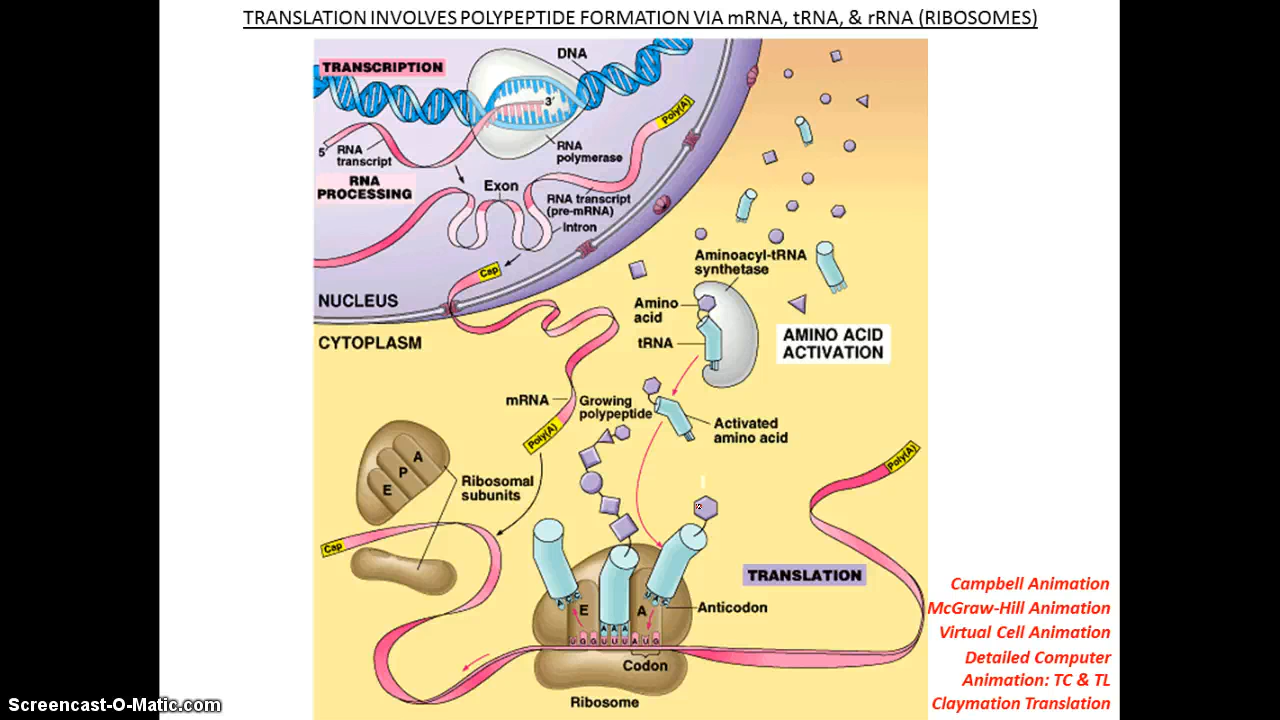 TRANSLATION INVOLVES POLYPEPTIDE FORMATION VIA mRNA, tRNA, & rRNA (RIBOSOMES)
DNA
TRANSCRIPTION
3'
Poly(A)
5'
RNA
transcript
RNA
polymerase
RNA
PROCESSING
Exon
RNA transcript
(pre-mRNA)
Intron
Cap
Aminoacyl-tRNA
synthetase
NUCLEUS
Amino
acid
CYTOPLASM
tRNA
AMINO ACID
ACTIVATION
mRNA
Growing
polypeptide
Poly(A)
Activated
amino acid
A
P
E
Ribosomal
subunits
Poly(A)
Cap
TRANSLATION
E
A
Anticodon
A A A
U G G U U U A U G
Codon
Ribosome
Campbell Animation
McGraw-Hill Animation
Virtual Cell Animation
Detailed Computer
Animation: TC & TL
Claymation Translation
Screencast-O-Matic.com